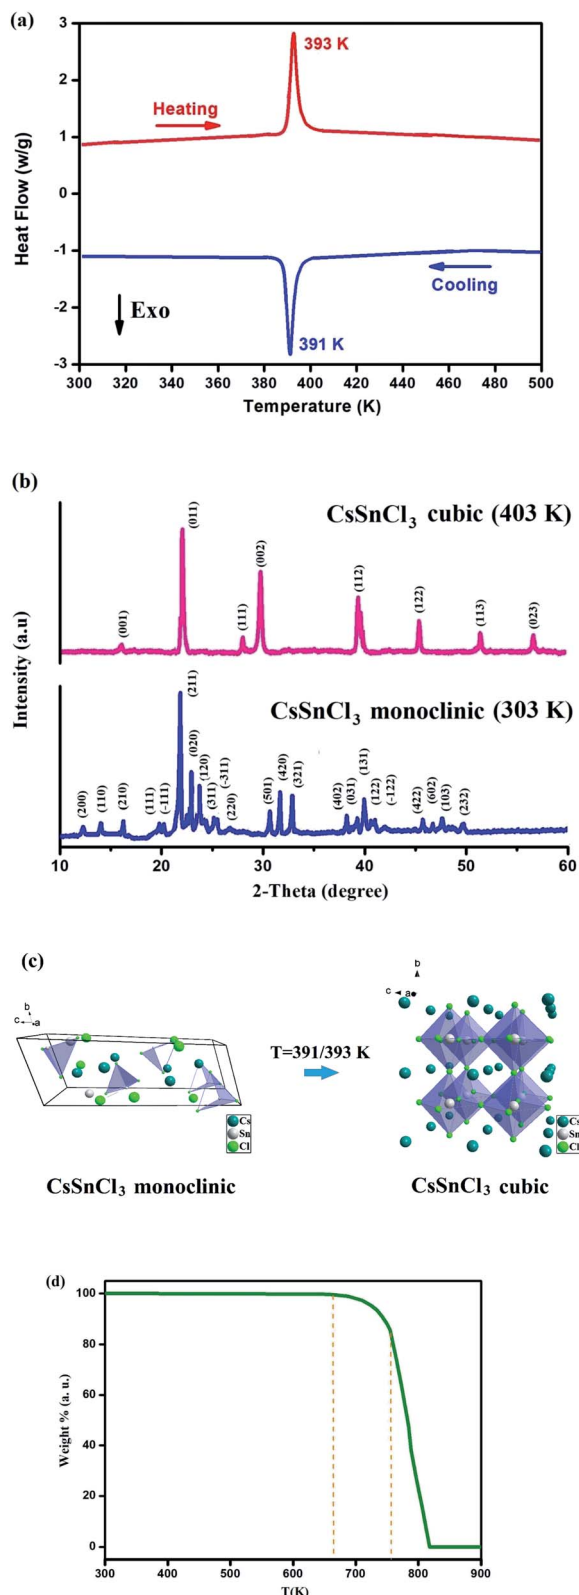 (a)
3
2
1
0
-1
-2
-3
Heat Flow (w/g)
393 K
Heating
Cooling
Exo
391 K
300 320 340 360 380 400 420 440 460 480 500
Temperature (K)
(b)
CsSnCl₃ cubic (403 K)
(001)
(011)
(111)
(002)
(112)
(122)
(113)
(023)
Intensity (a.u)
CsSnCl₃ monoclinic (303 K)
(200)
(110)
(210)
(111)
(-111)
(211)
(020)
(120)
(311)
(-311)
(220)
(501)
(420)
(321)
(402)
(031)
(131)
(122)
(-122)
(422)
(602)
(103)
(232)
10 20 30 40 50 60
2-Theta (degree)
(c)
b
c a
T=391/393 K
b
c a
Cs
Sn
Cl
Cs
Sn
Cl
CsSnCl₃ monoclinic
CsSnCl₃ cubic
(d)
100
80
60
40
20
0
Weight % (a. u.)
300 400 500 600 700 800 900
T(K)